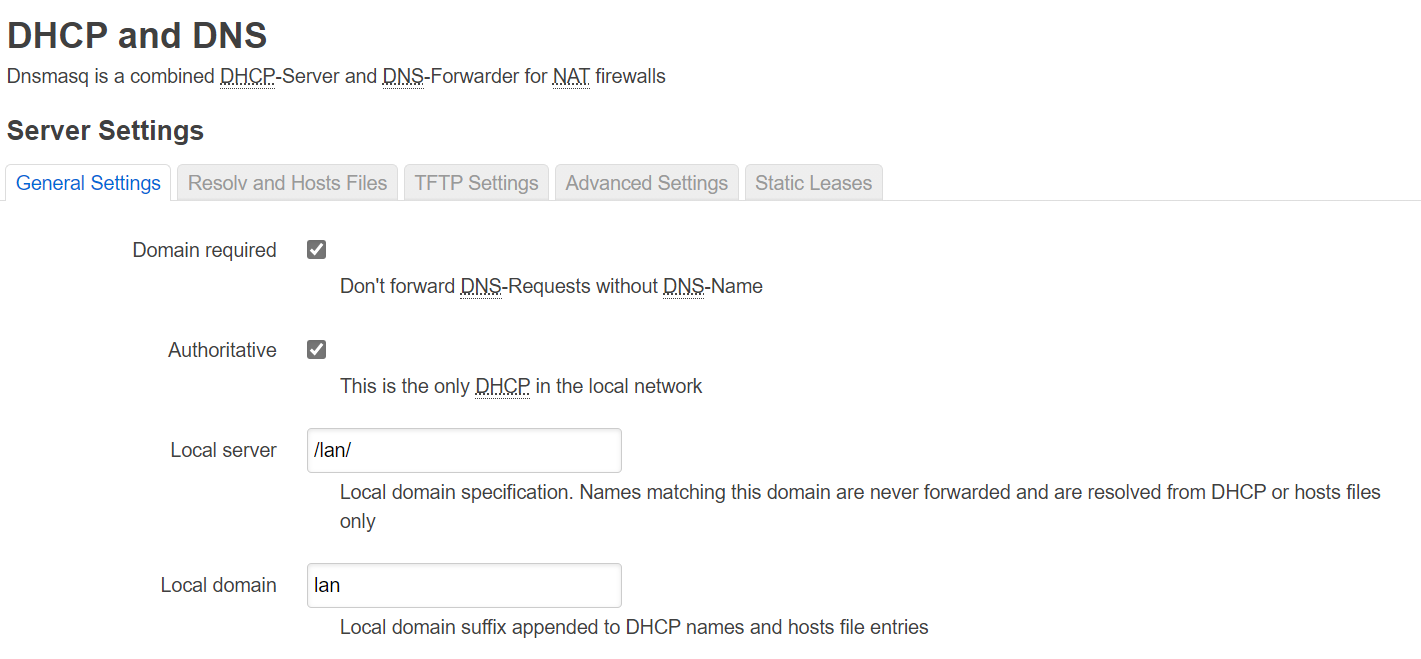 DHCP and DNS
Dnsmasq is a combined DHCP-Server and DNS-Forwarder for NAT firewalls
Server Settings
General Settings Resolv and Hosts Files TFTP Settings Advanced Settings Static Leases
Domain required
Don't forward DNS-Requests without DNS-Name
Authoritative
This is the only DHCP in the local network
Local server /lan/
Local domain specification. Names matching this domain are never forwarded and are resolved from DHCP or hosts files
only
Local domain lan
Local domain suffix appended to DHCP names and hosts file entries